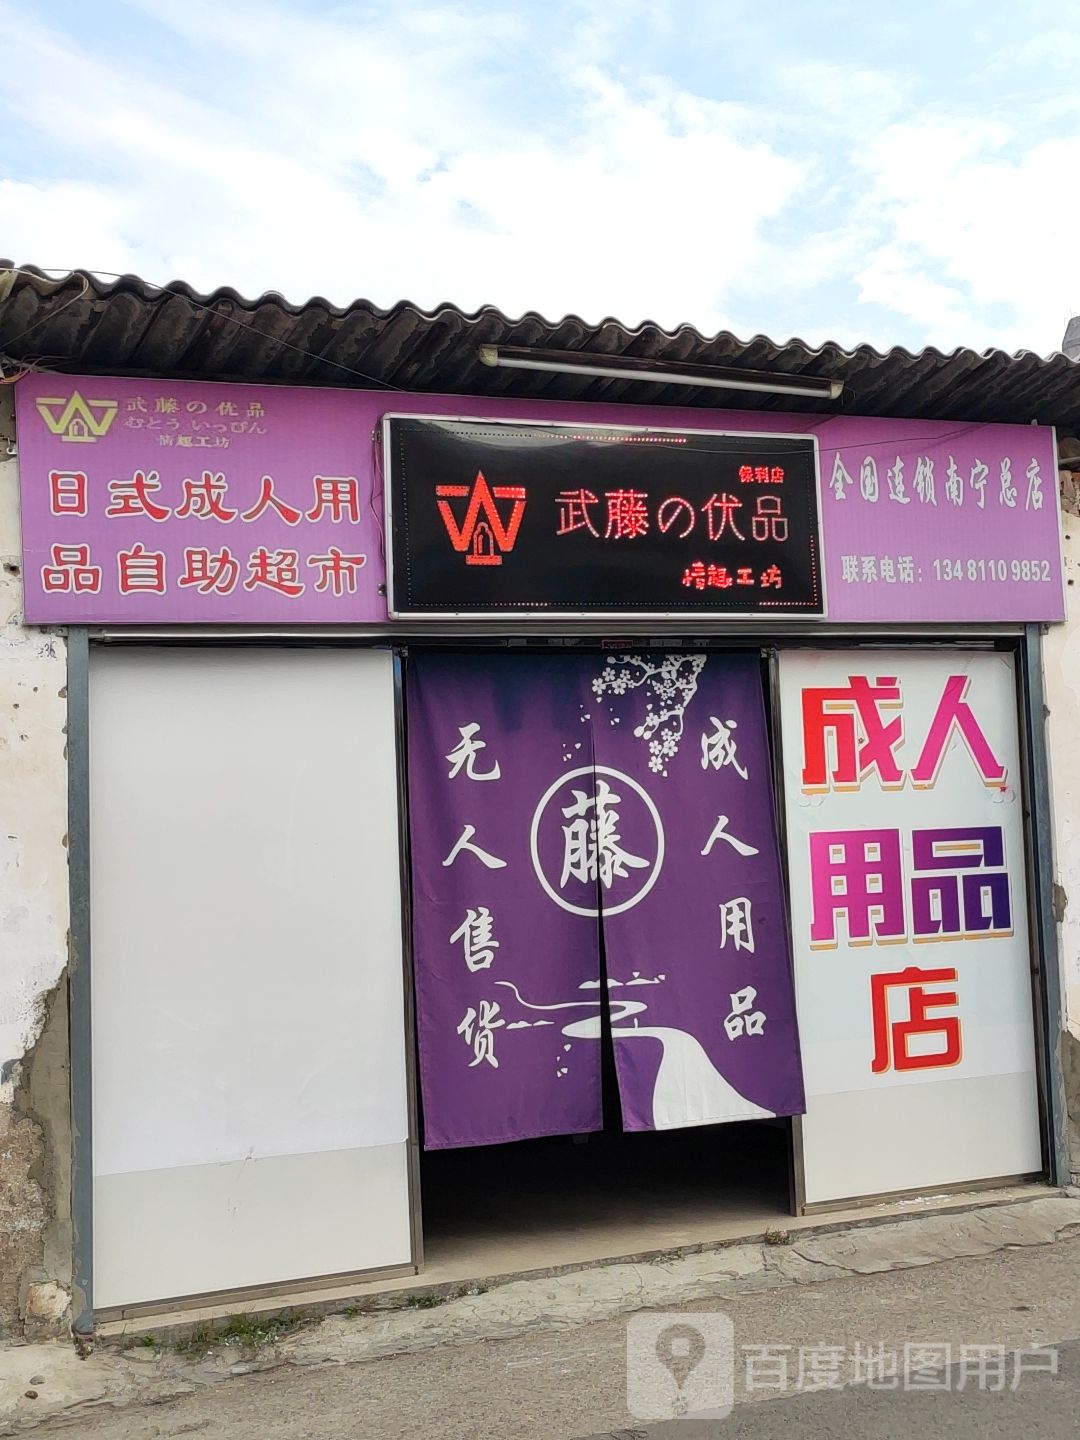 武藤の优品
むとう いっぴん
情趣工坊
日式成人用
品自助超市
保利店
武藤の优品
情趣工坊
全国连锁南宁总店
联系电话：134 8110 9852
无人售货
藤
成人用品
成人
用品
店
百度地图用户